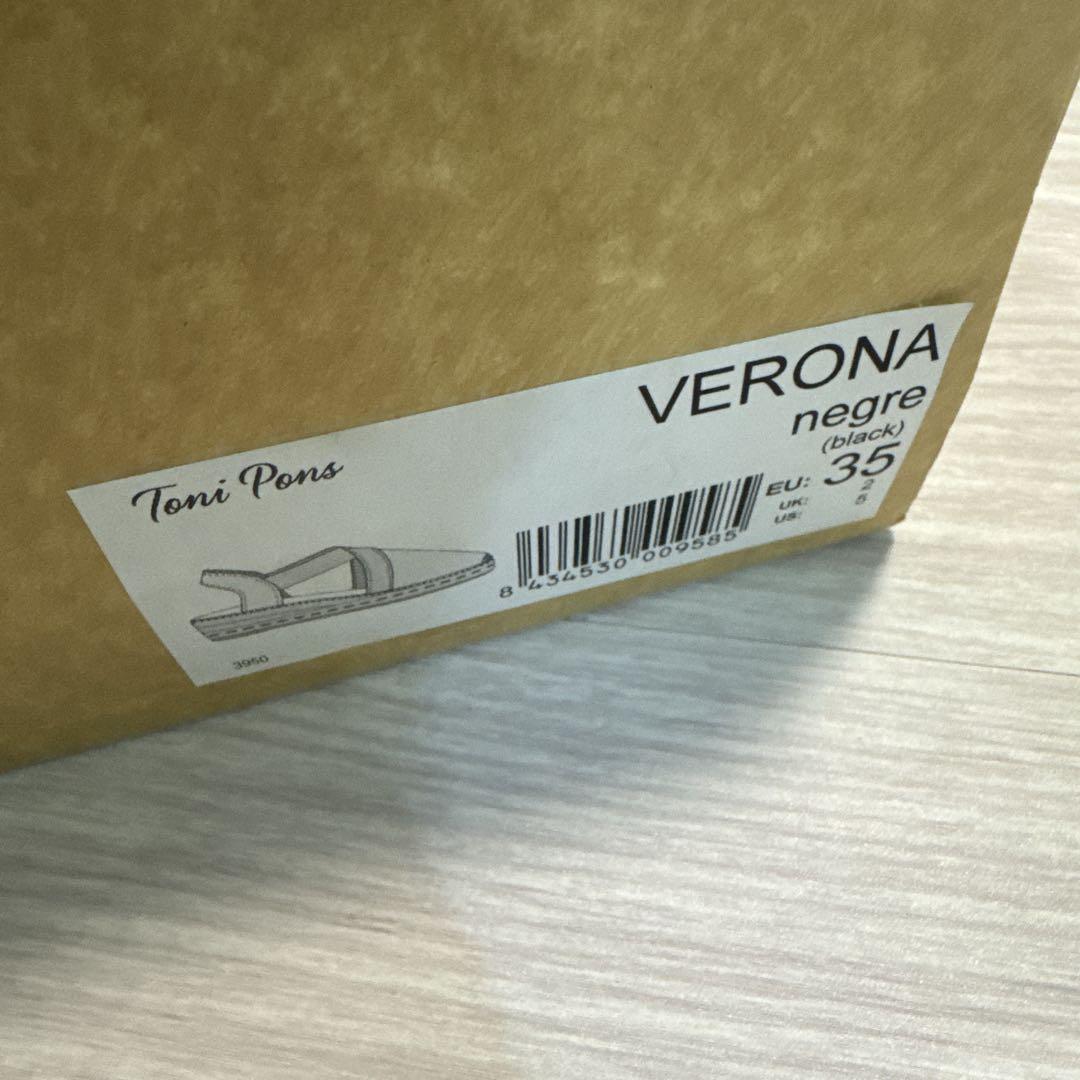 Toni Pons
VERONA
negre
(black)
EU: 35
UK: 2
US: 5
8 434530 009585
3950